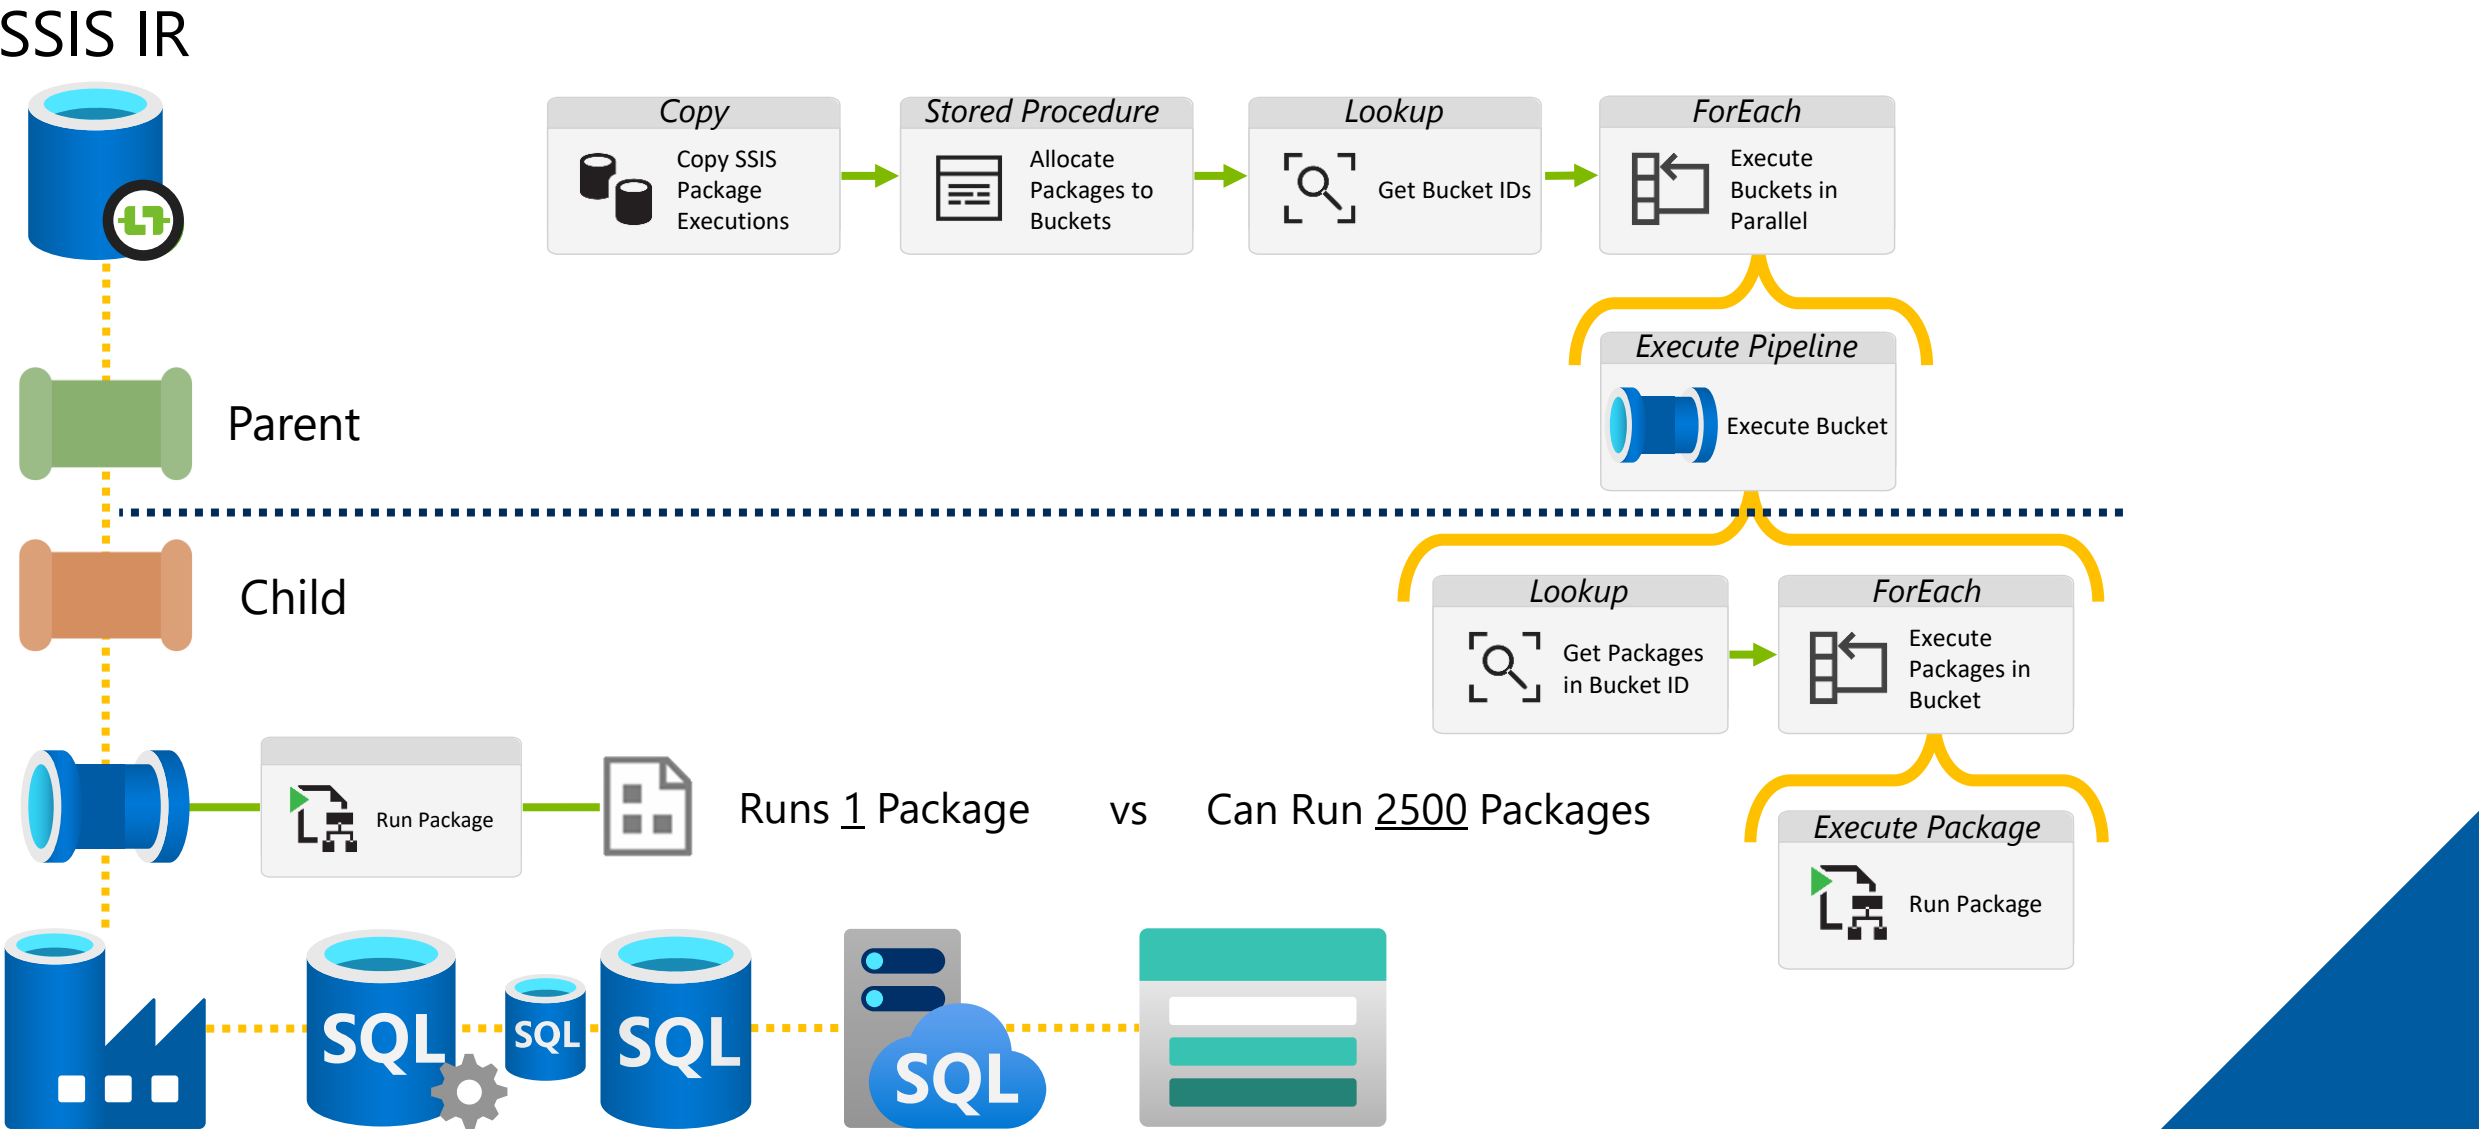 SSIS IR
Copy
Copy SSIS
Package
Executions
Stored Procedure
Allocate
Packages to
Buckets
Lookup
Get Bucket IDs
ForEach
Execute
Buckets in
Parallel
Execute Pipeline
Execute Bucket
Parent
Child
Lookup
Get Packages
in Bucket ID
ForEach
Execute
Packages in
Bucket
Run Package
Runs 1 Package vs Can Run 2500 Packages
Execute Package
Run Package
SQL
SQL
SQL
SQL